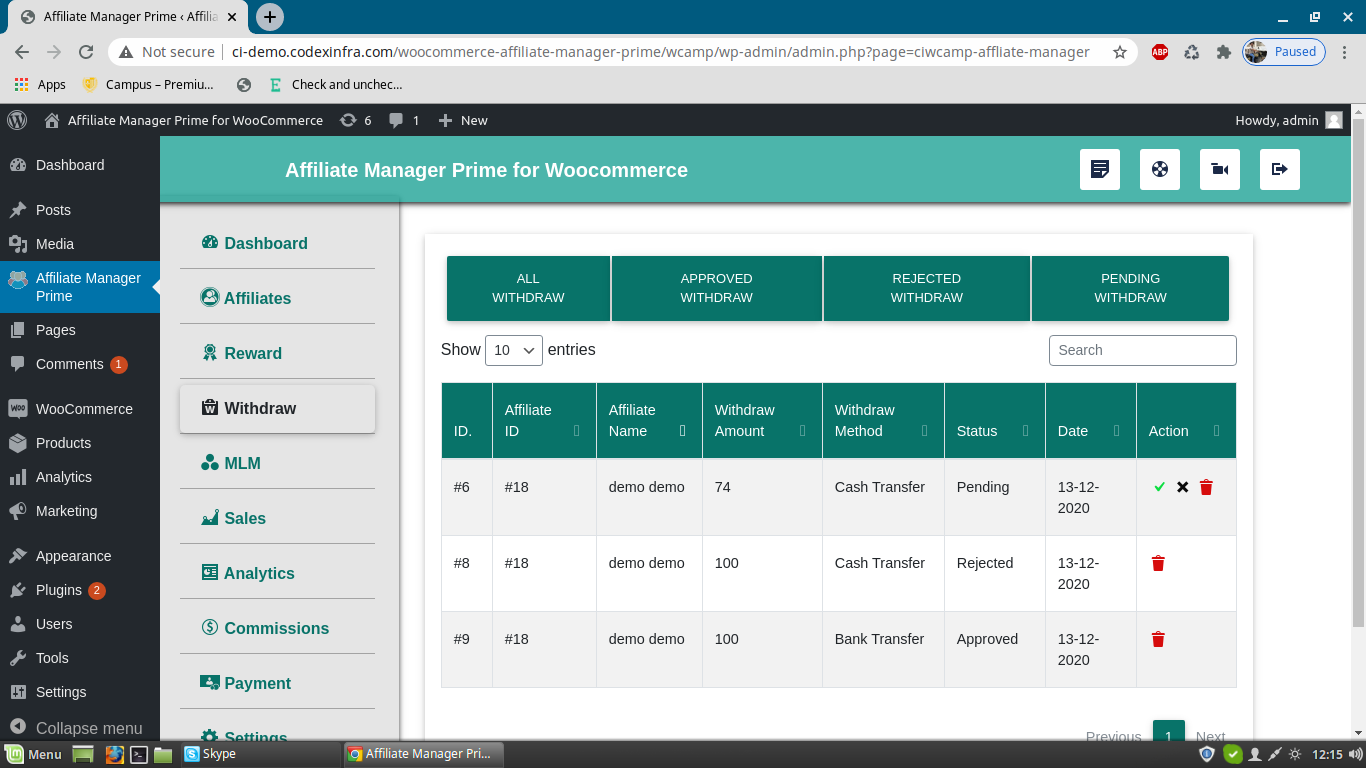 Affiliate Manager Prime ‹ Affilia
Not secure
ci-demo.codexinfra.com/woocommerce-affiliate-manager-prime/wcamp/wp-admin/admin.php?page=ciwcamp-affliate-manager
ABP
Paused
Apps
Campus – Premiu...
Check and unchec...
Affiliate Manager Prime for WooCommerce
6
1
New
Howdy, admin
Dashboard
Posts
Media
Affiliate Manager
Prime
Pages
Comments 1
WooCommerce
Products
Analytics
Marketing
Appearance
Plugins 2
Users
Tools
Settings
Collapse menu
Affiliate Manager Prime for Woocommerce
Dashboard
Affiliates
Reward
Withdraw
MLM
Sales
Analytics
Commissions
Payment
Settings
ALL
WITHDRAW
APPROVED
WITHDRAW
REJECTED
WITHDRAW
PENDING
WITHDRAW
Show 10 entries
Search
ID.
Affiliate
ID
Affiliate
Name
Withdraw
Amount
Withdraw
Method
Status
Date
Action
#6 #18 demo demo 74 Cash Transfer Pending 13-12-
2020
#8 #18 demo demo 100 Cash Transfer Rejected 13-12-
2020
#9 #18 demo demo 100 Bank Transfer Approved 13-12-
2020
Previous 1 Next
Menu
Skype
Affiliate Manager Pri...
12:15